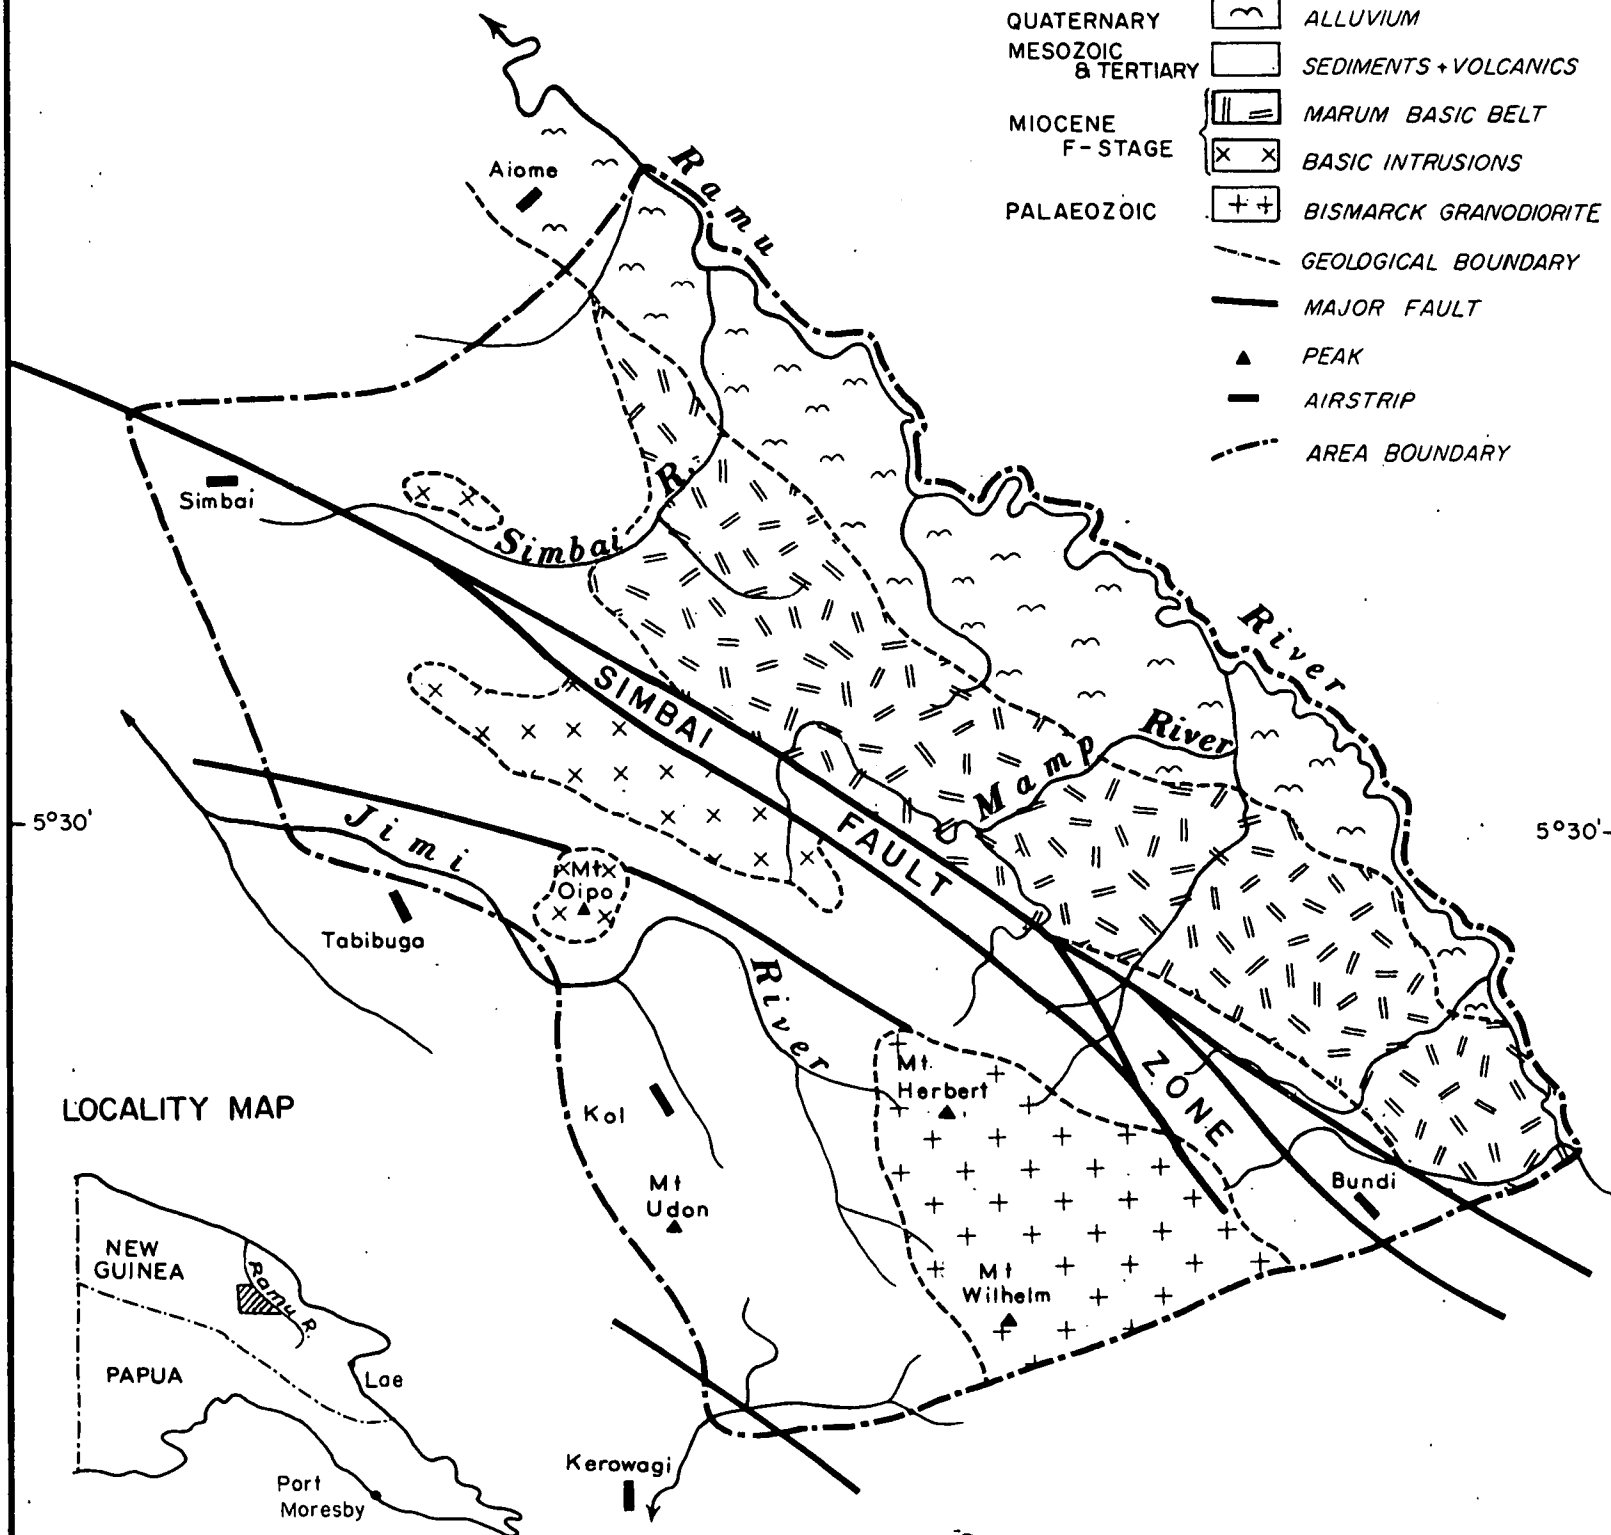 QUATERNARY ALLUVIUM
MESOZOIC
& TERTIARY SEDIMENTS + VOLCANICS
MARUM BASIC BELT
MIOCENE
F-STAGE
BASIC INTRUSIONS
PALAEOZOIC BISMARCK GRANODIORITE
GEOLOGICAL BOUNDARY
MAJOR FAULT
PEAK
AIRSTRIP
AREA BOUNDARY
Aiome
Ramu
River
Simbai
Simbai R.
SIMBAI FAULT ZONE
Mamp River
5°30'
5°30'
Jimi
River
Mt
Oipo
Tabibuga
Mt.
Herbert
Kol
Mt
Udon
Bundi
Mt
Wilhelm
Kerowagi
LOCALITY MAP
NEW
GUINEA
Ramu R.
PAPUA
Lae
Port
Moresby